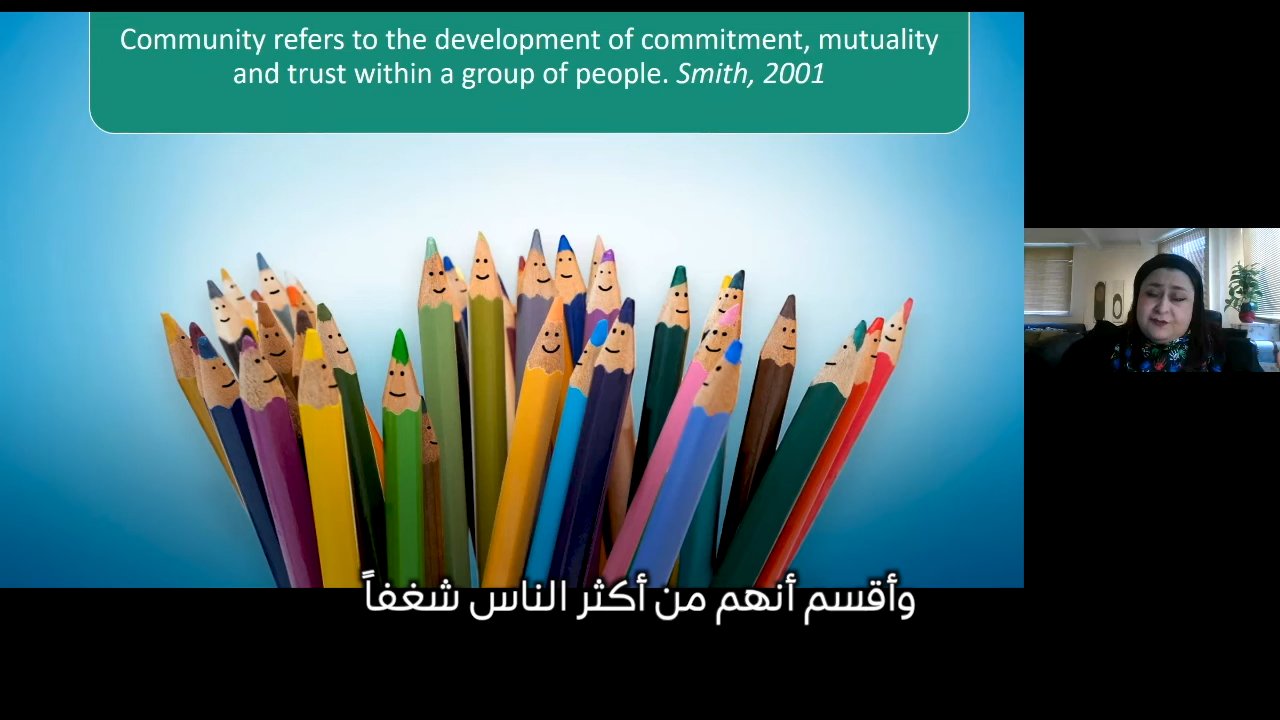 Community refers to the development of commitment, mutuality
and trust within a group of people. Smith, 2001
وأقسم أنهم من أكثر الناس شغفاً